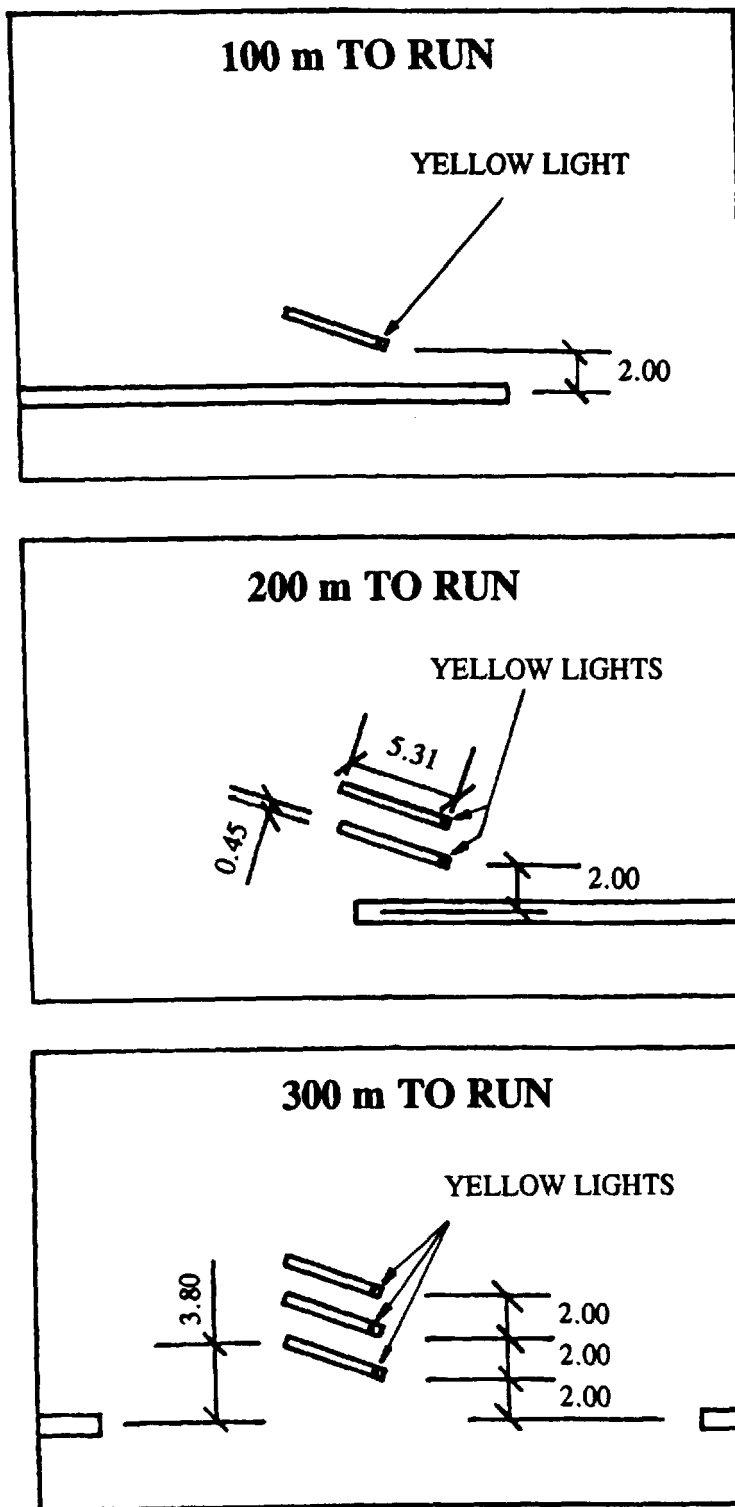 100 m TO RUN
YELLOW LIGHT
2.00
200 m TO RUN
YELLOW LIGHTS
5.31
0.45
2.00
300 m TO RUN
YELLOW LIGHTS
3.80
2.00
2.00
2.00